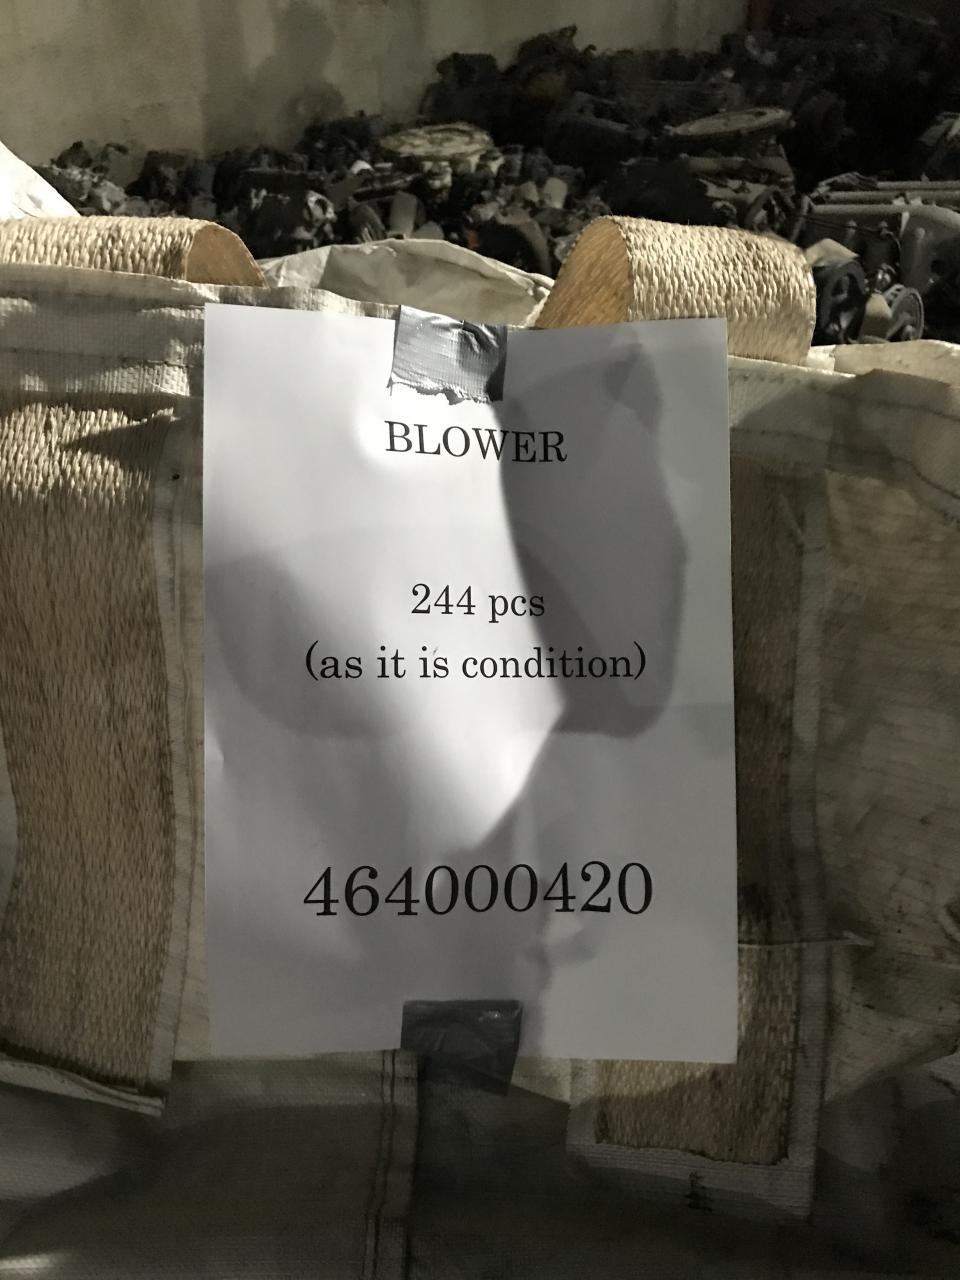 BLOWER
244 pcs
(as it is condition)
464000420